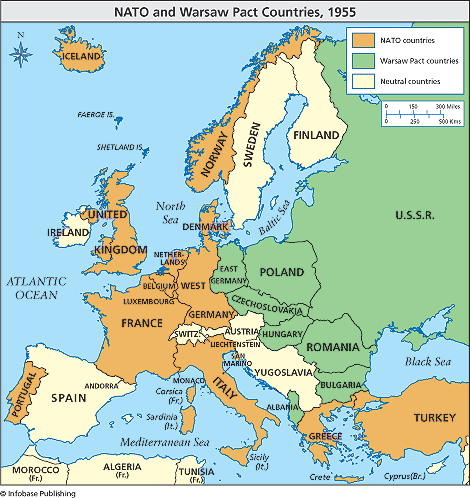 NATO and Warsaw Pact Countries, 1955
N
NATO countries
Warsaw Pact countries
Neutral countries
0 150 300 Miles
0 250 500 Kms
ICELAND
FAEROE IS.
SHETLAND IS.
NORWAY
SWEDEN
FINLAND
U.S.S.R.
North
Sea
Baltic Sea
DENMARK
UNITED
KINGDOM
IRELAND
NETHER-
LANDS
BELGIUM
LUXEMBOURG
WEST
GERMANY
EAST
GERMANY
POLAND
CZECHOSLOVAKIA
ATLANTIC
OCEAN
FRANCE
SWITZ.
AUSTRIA
LIECHTENSTEIN
HUNGARY
ROMANIA
SAN
MARINO
YUGOSLAVIA
BULGARIA
Black Sea
PORTUGAL
SPAIN
ANDORRA
MONACO
Corsica
(Fr.)
Sardinia
(It.)
ITALY
ALBANIA
GREECE
TURKEY
Mediterranean Sea
Sicily
(It.)
Crete
Cyprus(Br.)
MOROCCO
(Fr.)
ALGERIA
(Fr.)
TUNISIA
(Fr.)
© Infobase Publishing